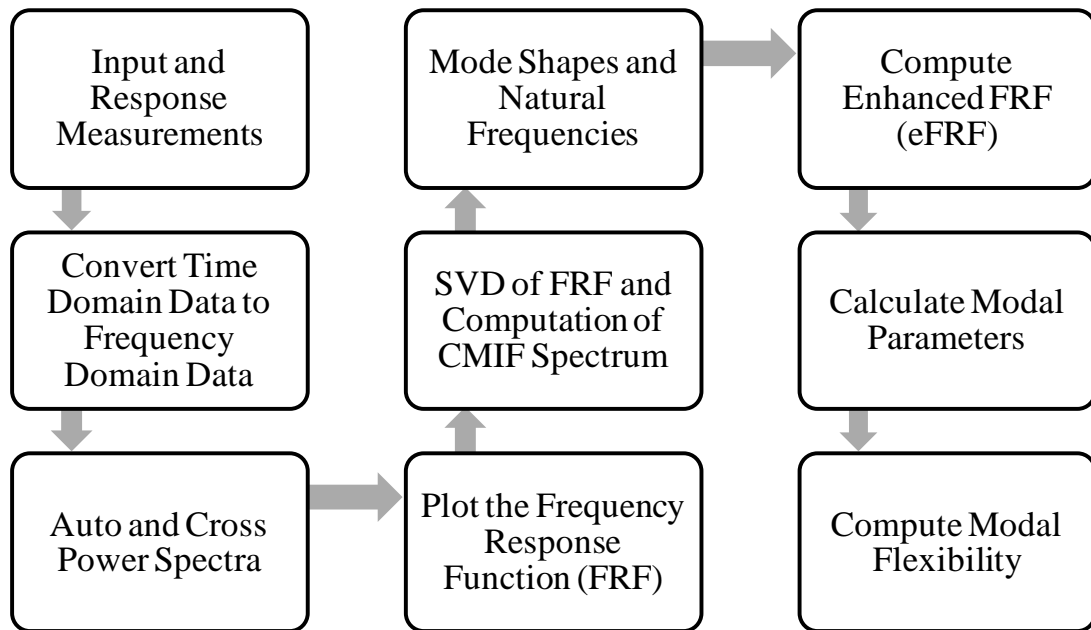 Input and
Response
Measurements
Convert Time
Domain Data to
Frequency
Domain Data
Auto and Cross
Power Spectra
Plot the Frequency
Response
Function (FRF)
SVD of FRF and
Computation of
CMIF Spectrum
Mode Shapes and
Natural
Frequencies
Compute
Enhanced FRF
(eFRF)
Calculate Modal
Parameters
Compute Modal
Flexibility